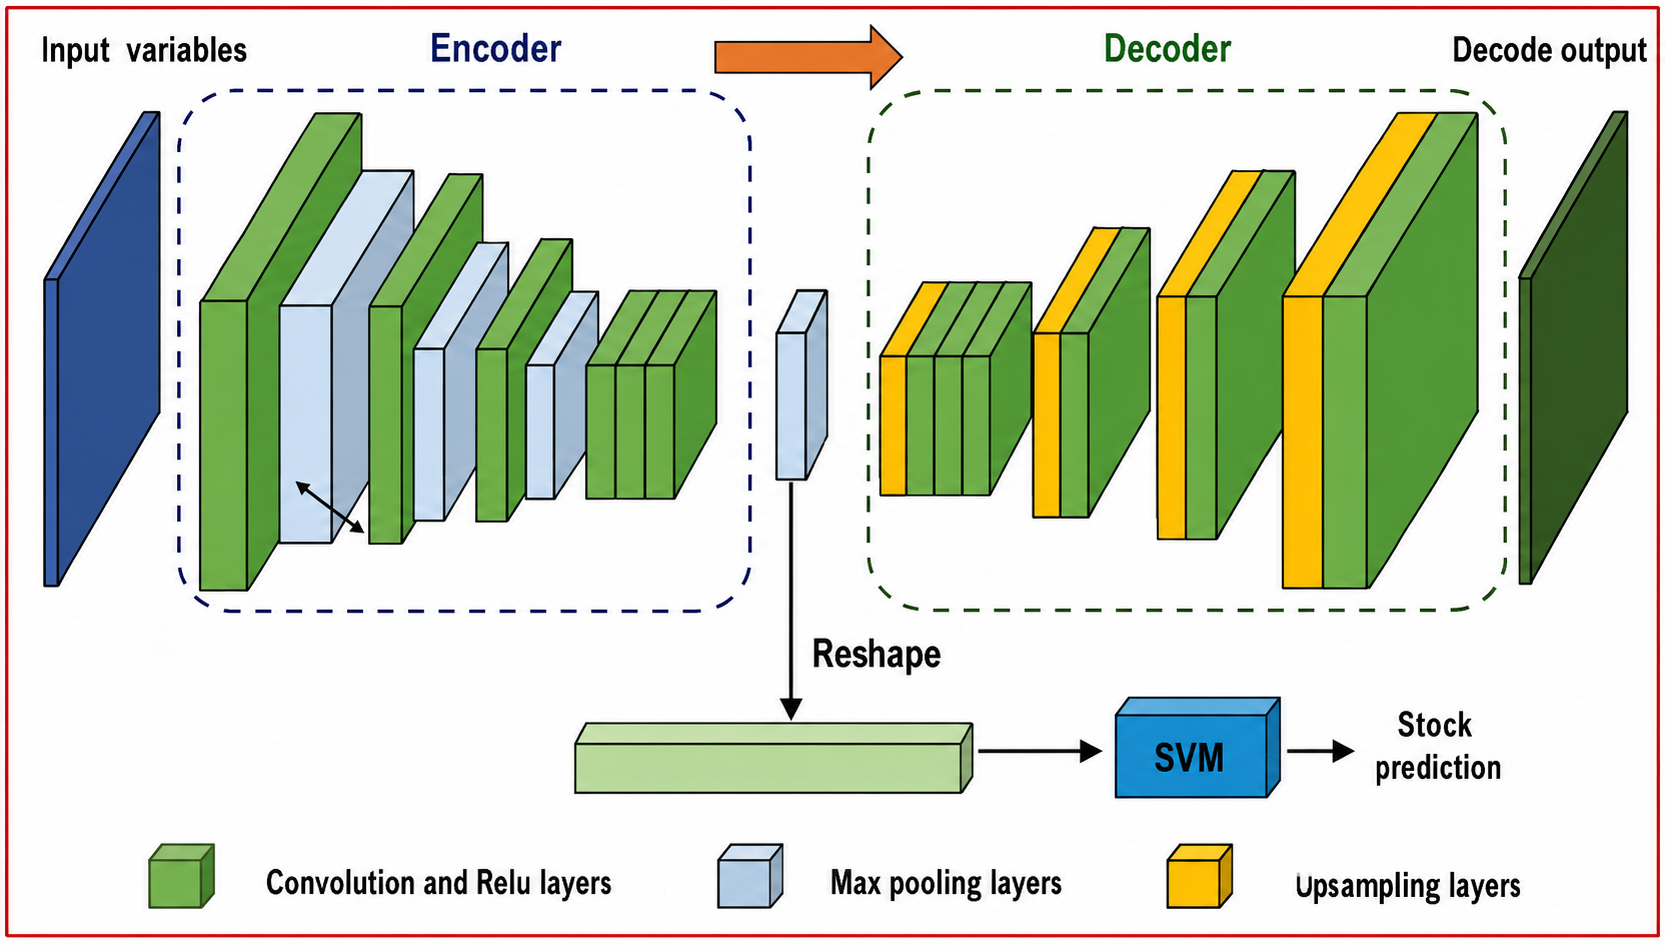 Input variables
Encoder
Decoder
Decode output
Reshape
SVM
Stock
prediction
Convolution and Relu layers
Max pooling layers
Upsampling layers